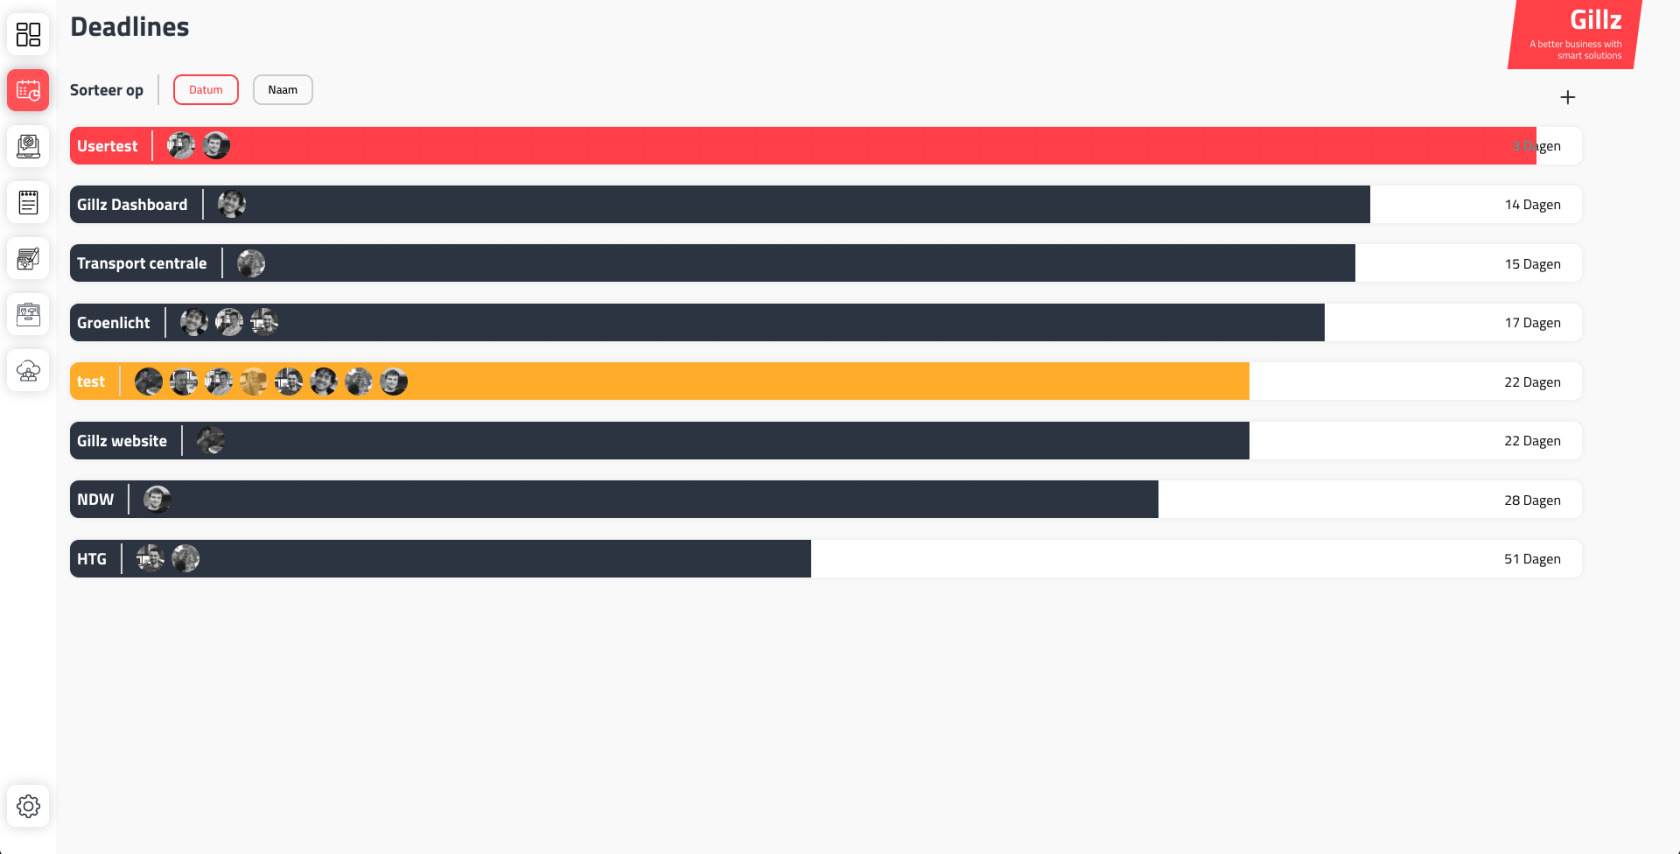 Deadlines
Gillz
A better business with
smart solutions
Sorteer op
Datum
Naam
Usertest
3 Dagen
Gillz Dashboard
14 Dagen
Transport centrale
15 Dagen
Groenlicht
17 Dagen
test
22 Dagen
Gillz website
22 Dagen
NDW
28 Dagen
HTG
51 Dagen